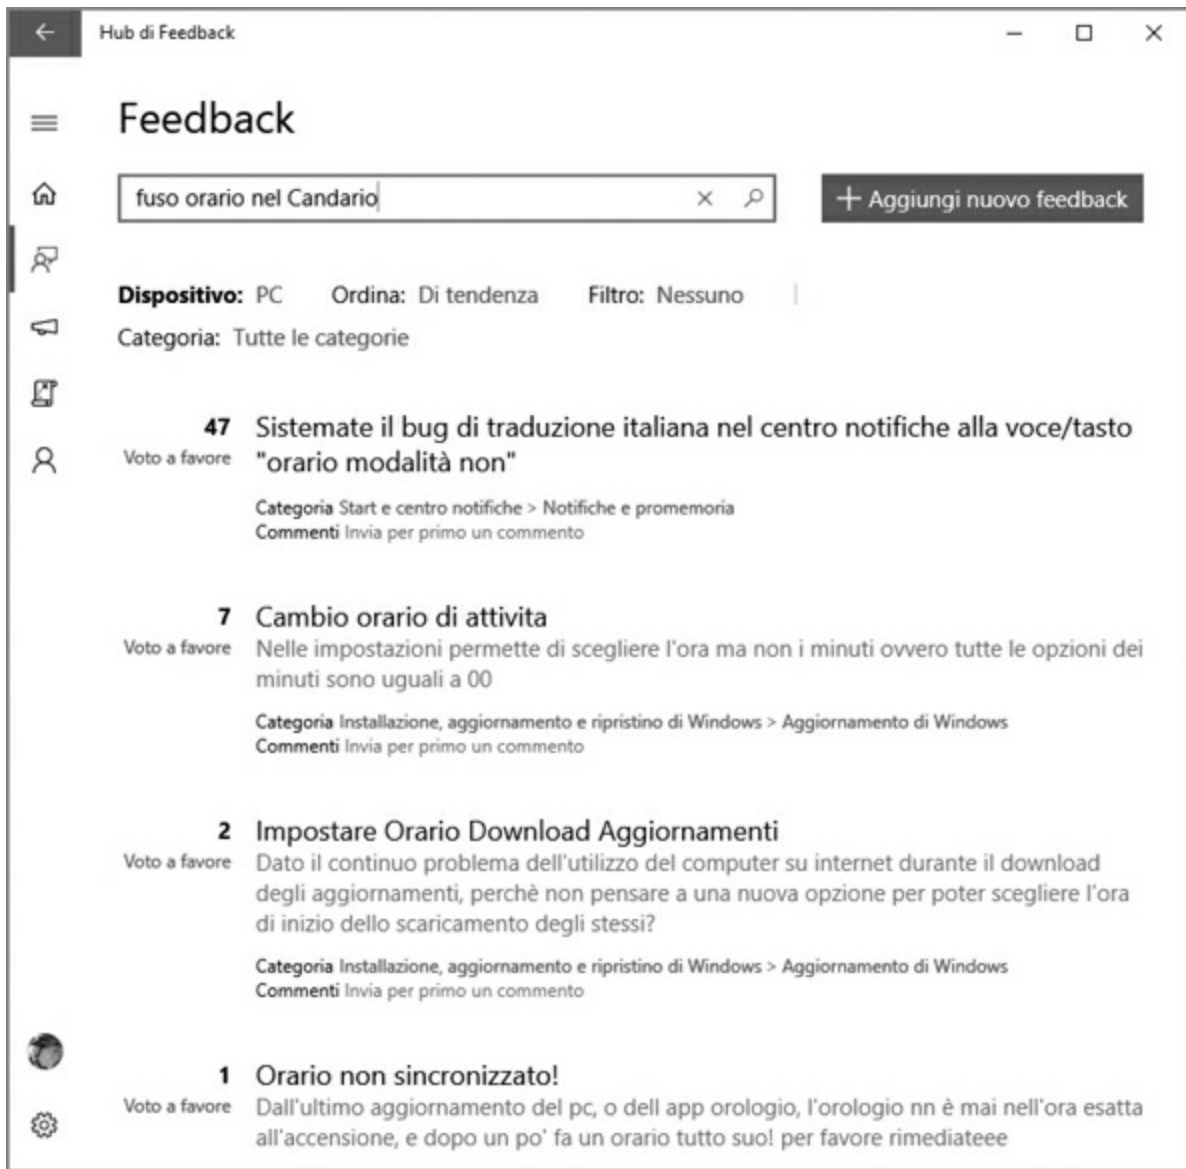 Hub di Feedback
Feedback
fuso orario nel Candario
Aggiungi nuovo feedback
Dispositivo: PC Ordina: Di tendenza Filtro: Nessuno
Categoria: Tutte le categorie
47 Sistemate il bug di traduzione italiana nel centro notifiche alla voce/tasto
Voto a favore "orario modalità non"
Categoria Start e centro notifiche > Notifiche e promemoria
Commenti Invia per primo un commento
7 Cambio orario di attivita
Voto a favore Nelle impostazioni permette di scegliere l'ora ma non i minuti ovvero tutte le opzioni dei
minuti sono uguali a 00
Categoria Installazione, aggiornamento e ripristino di Windows > Aggiornamento di Windows
Commenti Invia per primo un commento
2 Impostare Orario Download Aggiornamenti
Voto a favore Dato il continuo problema dell'utilizzo del computer su internet durante il download
degli aggiornamenti, perchè non pensare a una nuova opzione per poter scegliere l'ora
di inizio dello scaricamento degli stessi?
Categoria Installazione, aggiornamento e ripristino di Windows > Aggiornamento di Windows
Commenti Invia per primo un commento
1 Orario non sincronizzato!
Voto a favore Dall'ultimo aggiornamento del pc, o dell app orologio, l'orologio nn è mai nell'ora esatta
all'accensione, e dopo un po' fa un orario tutto suo! per favore rimediateee